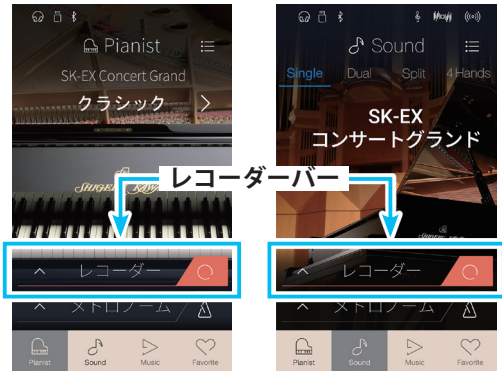 Pianist
SK-EX Concert Grand
クラシック
SHIGERU KAWAI
レコーダー
メトロノーム
Pianist
Sound
Music
Favorite
レコーダーバー
Sound
Single
Dual
Split
4Hands
SK-EX
コンサートグランド
レコーダー
メトロノーム
Pianist
Sound
Music
Favorite